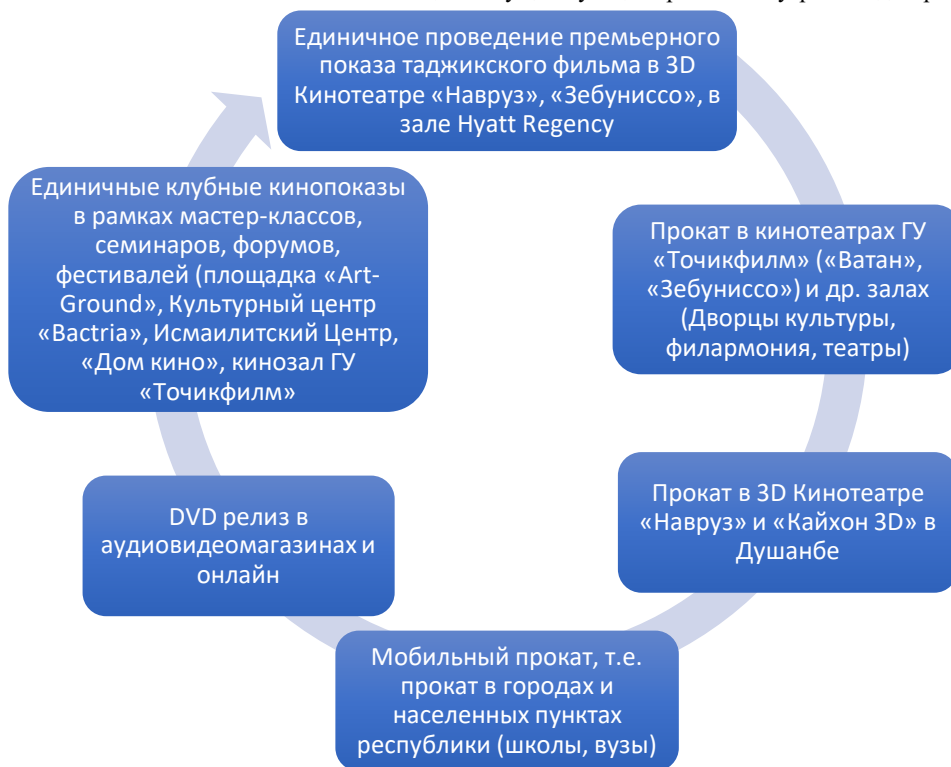 Единичное проведение премьерного
показа таджикского фильма в 3D
Кинотеатре «Навруз», «Зебуниссо», в
зале Hyatt Regency
Прокат в кинотеатрах ГУ
«Точикфилм» («Ватан»,
«Зебуниссо») и др. залах
(Дворцы культуры,
филармония, театры)
Прокат в 3D Кинотеатре
«Навруз» и «Кайхон 3D» в
Душанбе
Мобильный прокат, т.е.
прокат в городах и
населенных пунктах
республики (школы, вузы)
DVD релиз в
аудиовидеомагазинах и
онлайн
Единичные клубные кинопоказы
в рамках мастер-классов,
семинаров, форумов,
фестивалей (площадка «Art-
Ground», Культурный центр
«Bactria», Исмаилитский Центр,
«Дом кино», кинозал ГУ
«Точикфилм»